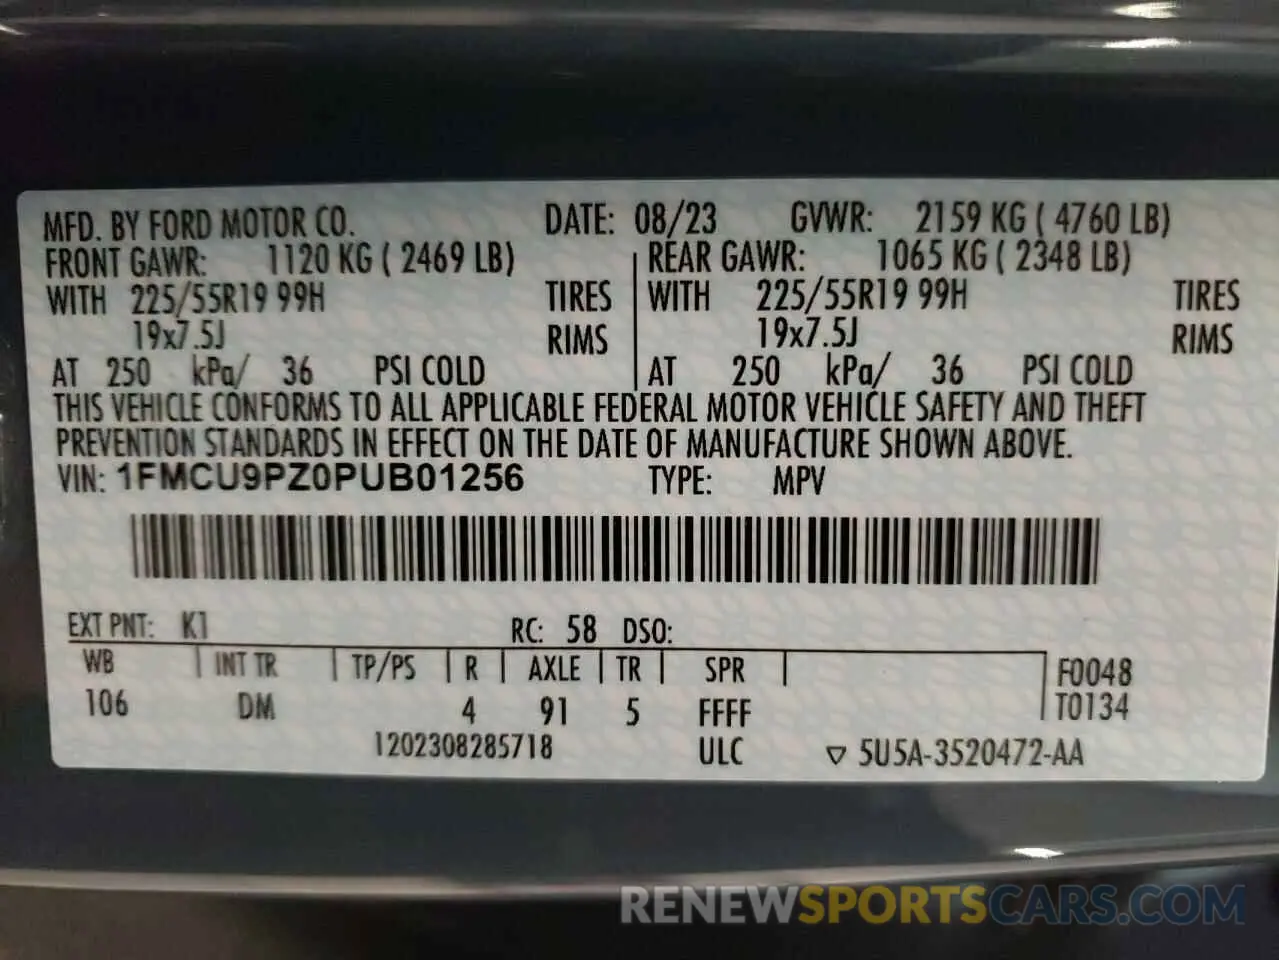 MFD. BY FORD MOTOR CO. DATE: 08/23 GVWR: 2159 KG ( 4760 LB)
FRONT GAWR: 1120 KG ( 2469 LB) REAR GAWR: 1065 KG ( 2348 LB)
WITH 225/55R19 99H TIRES WITH 225/55R19 99H TIRES
19x7.5J RIMS 19x7.5J RIMS
AT 250 kPa/ 36 PSI COLD AT 250 kPa/ 36 PSI COLD
THIS VEHICLE CONFORMS TO ALL APPLICABLE FEDERAL MOTOR VEHICLE SAFETY AND THEFT
PREVENTION STANDARDS IN EFFECT ON THE DATE OF MANUFACTURE SHOWN ABOVE.
VIN: 1FMCU9PZ0PUB01256 TYPE: MPV
EXT PNT: K1 RC: 58 DSO:
WB INT TR TP/PS R AXLE TR SPR F0048
106 DM 4 91 5 FFFF T0134
1202308285718 ULC ▽ 5U5A-3520472-AA
RENEWSPORTSCARS.COM